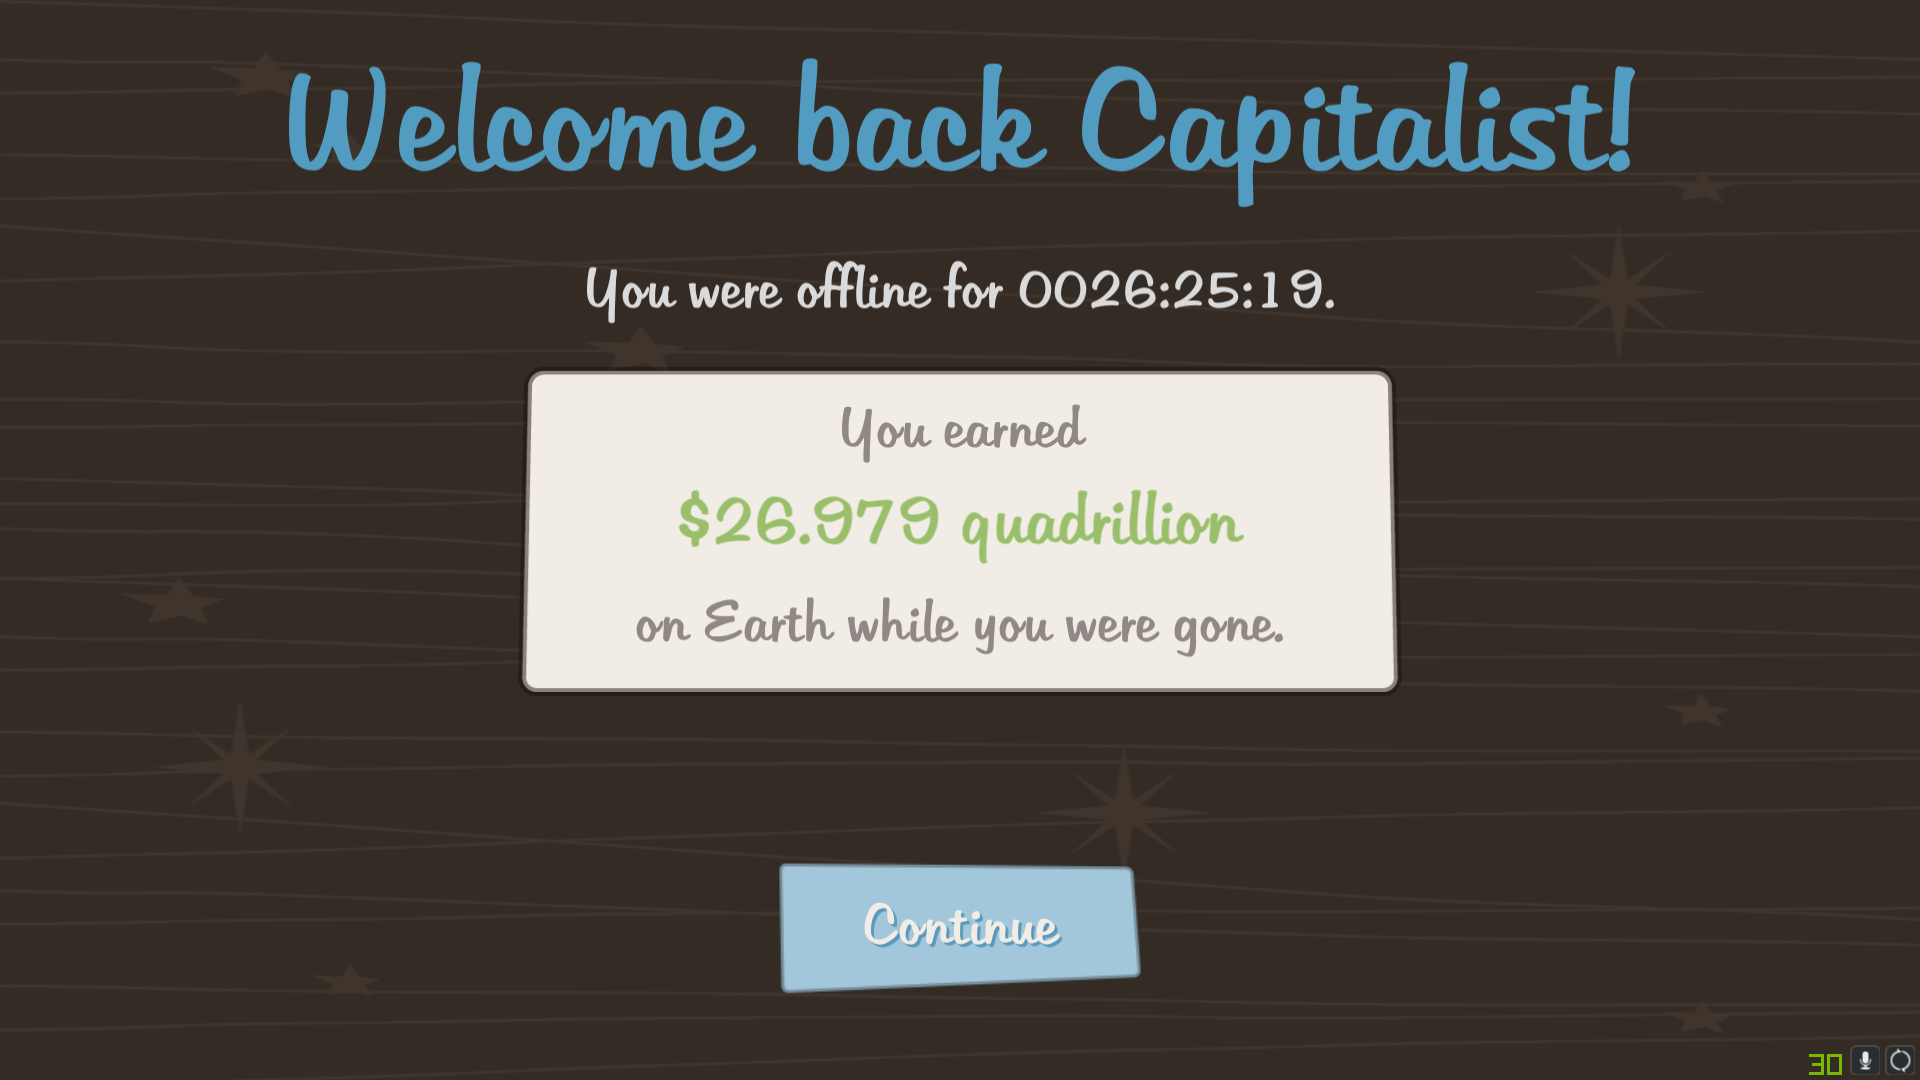 Welcome back Capitalist!
You were offline for 0026:25:19.
You earned
$26.979 quadrillion
on Earth while you were gone.
Continue
30